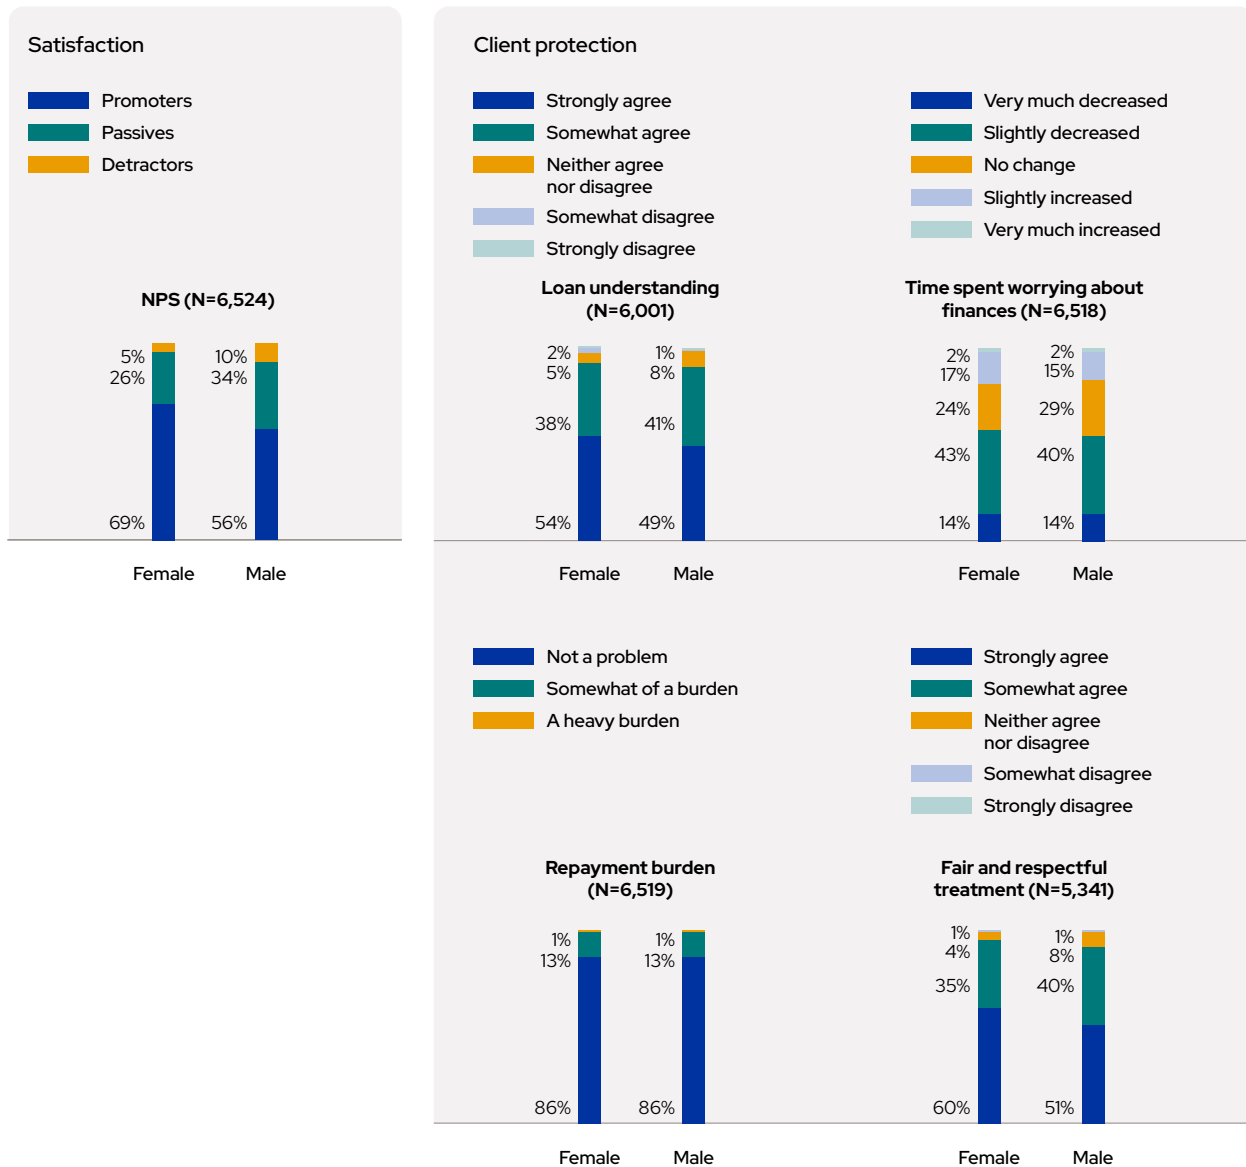 Satisfaction
Promoters
Passives
Detractors
NPS (N=6,524)
5%
26%
69%
10%
34%
56%
Female
Male
Client protection
Strongly agree
Somewhat agree
Neither agree
nor disagree
Somewhat disagree
Strongly disagree
Loan understanding
(N=6,001)
2%
5%
38%
54%
1%
8%
41%
49%
Female
Male
Very much decreased
Slightly decreased
No change
Slightly increased
Very much increased
Time spent worrying about
finances (N=6,518)
2%
17%
24%
43%
14%
2%
15%
29%
40%
14%
Female
Male
Not a problem
Somewhat of a burden
A heavy burden
Repayment burden
(N=6,519)
1%
13%
86%
1%
13%
86%
Female
Male
Strongly agree
Somewhat agree
Neither agree
nor disagree
Somewhat disagree
Strongly disagree
Fair and respectful
treatment (N=5,341)
1%
4%
35%
60%
1%
8%
40%
51%
Female
Male